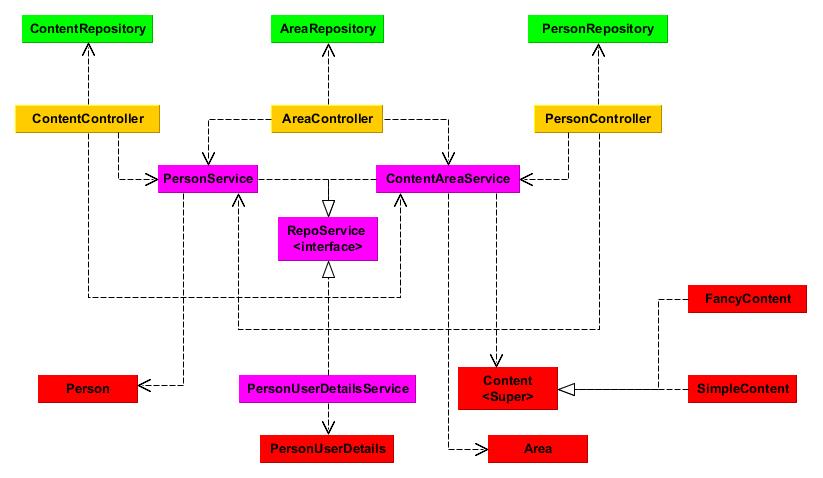 ContentRepository
AreaRepository
PersonRepository
ContentController
AreaController
PersonController
PersonService
ContentAreaService
RepoService
<interface>
FancyContent
Person
PersonUserDetailsService
Content
<Super>
SimpleContent
PersonUserDetails
Area